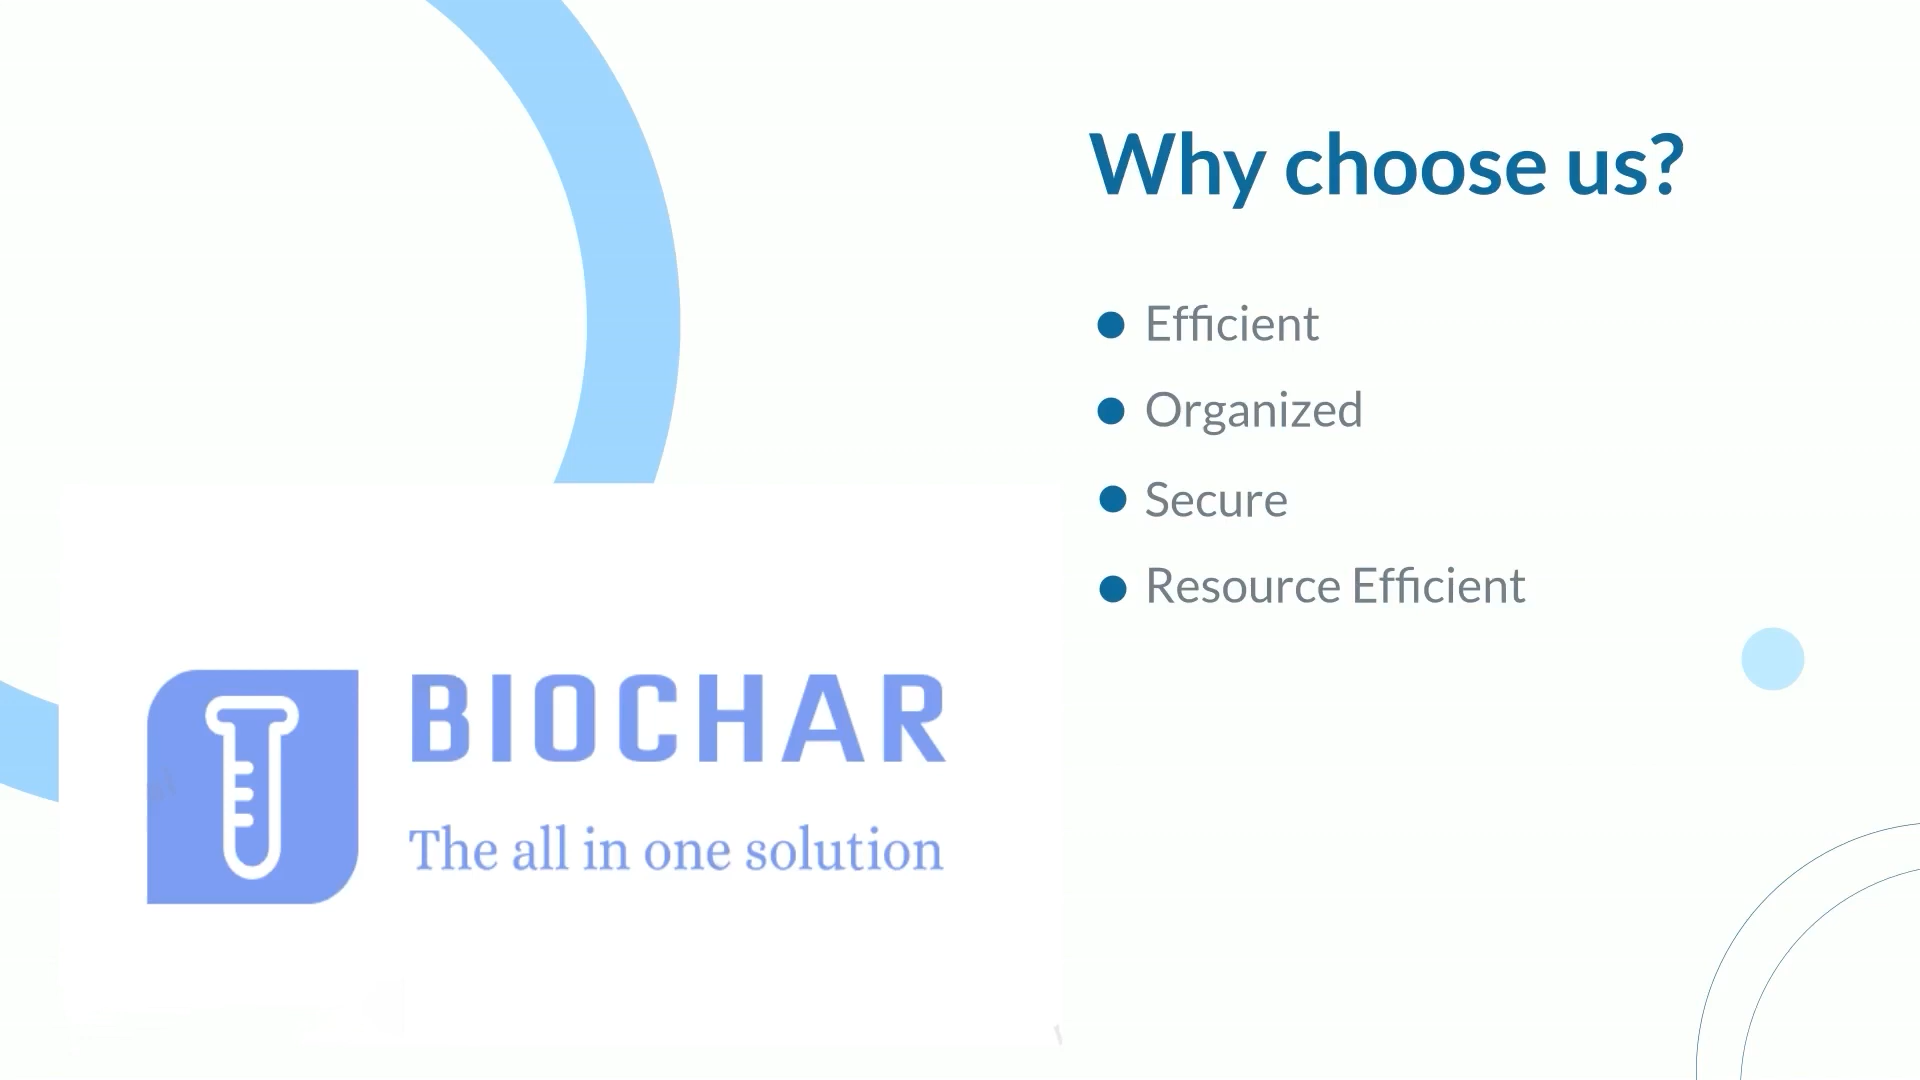 Why choose us?
Efficient
Organized
Secure
Resource Efficient
BIOCHAR
The all in one solution